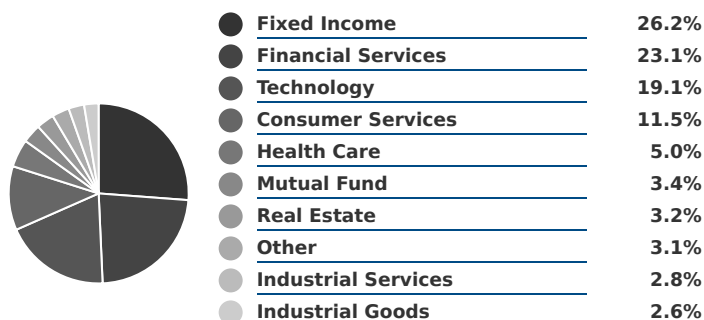 Fixed Income 26.2%
Financial Services 23.1%
Technology 19.1%
Consumer Services 11.5%
Health Care 5.0%
Mutual Fund 3.4%
Real Estate 3.2%
Other 3.1%
Industrial Services 2.8%
Industrial Goods 2.6%